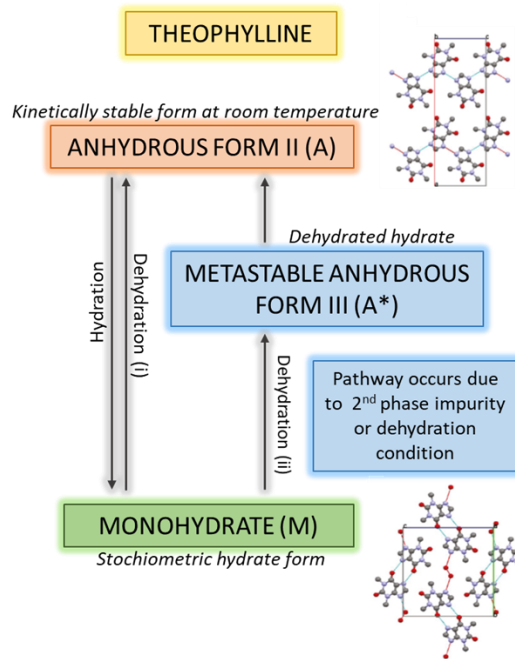 THEOPHYLLINE
Kinetically stable form at room temperature
ANHYDROUS FORM II (A)
Hydration
Dehydration (i)
Dehydrated hydrate
METASTABLE ANHYDROUS
FORM III (A*)
Dehydration (ii)
Pathway occurs due
to 2nd phase impurity
or dehydration
condition
MONOHYDRATE (M)
Stochiometric hydrate form